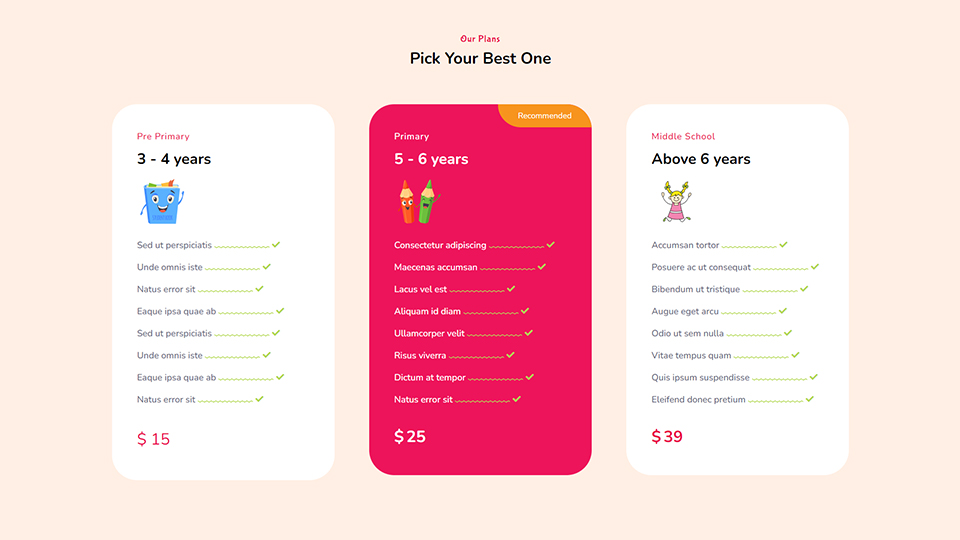 Our Plans
Pick Your Best One
Pre Primary
3 - 4 years
Sed ut perspiciatis
Unde omnis iste
Natus error sit
Eaque ipsa quae ab
Sed ut perspiciatis
Unde omnis iste
Eaque ipsa quae ab
Natus error sit
$ 15
Recommended
Primary
5 - 6 years
Consectetur adipiscing
Maecenas accumsan
Lacus vel est
Aliquam id diam
Ullamcorper velit
Risus viverra
Dictum at tempor
Natus error sit
$ 25
Middle School
Above 6 years
Accumsan tortor
Posuere ac ut consequat
Bibendum ut tristique
Augue eget arcu
Odio ut sem nulla
Vitae tempus quam
Quis ipsum suspendisse
Eleifend donec pretium
$ 39